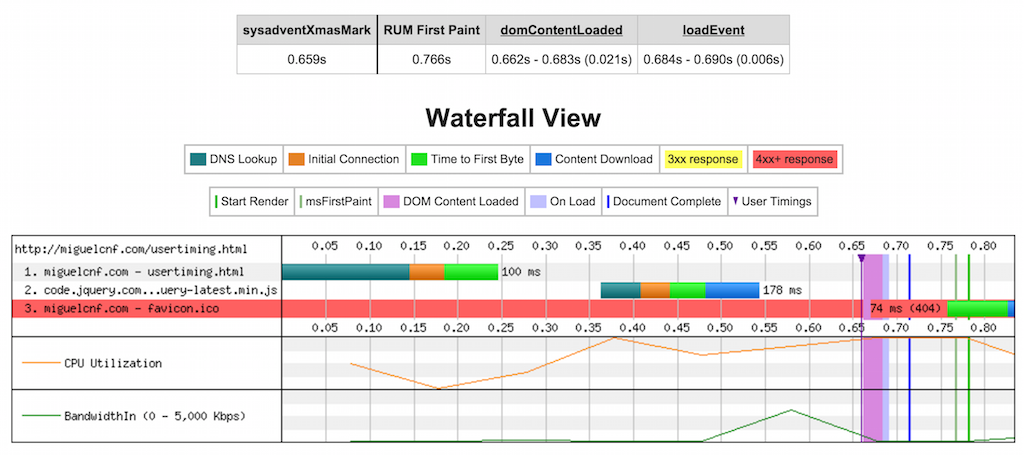 sysadventXmasMark RUM First Paint domContentLoaded loadEvent
0.659s 0.766s 0.662s - 0.683s (0.021s) 0.684s - 0.690s (0.006s)
Waterfall View
DNS Lookup Initial Connection Time to First Byte Content Download 3xx response 4xx+ response
Start Render msFirstPaint DOM Content Loaded On Load Document Complete User Timings
http://miguelcnf.com/usertiming.html 0.05 0.10 0.15 0.20 0.25 0.30 0.35 0.40 0.45 0.50 0.55 0.60 0.65 0.70 0.75 0.80
1. miguelcnf.com - usertiming.html 100 ms
2. code.jquery.com...uery-latest.min.js 178 ms
3. miguelcnf.com - favicon.ico 74 ms (404)
0.05 0.10 0.15 0.20 0.25 0.30 0.35 0.40 0.45 0.50 0.55 0.60 0.65 0.70 0.75 0.80
CPU Utilization
BandwidthIn (0 - 5,000 Kbps)